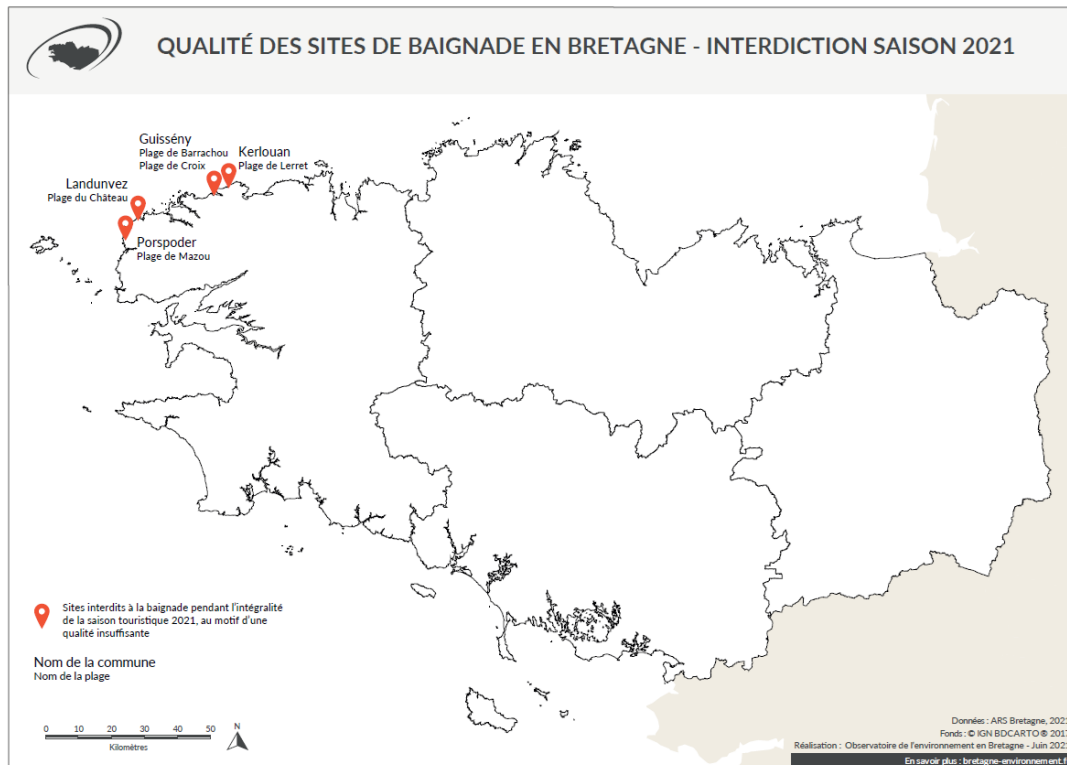 QUALITÉ DES SITES DE BAIGNADE EN BRETAGNE - INTERDICTION SAISON 2021
Guissény
Plage de Barrachou
Plage de Croix
Kerlouan
Plage de Lerret
Landunvez
Plage du Château
Porspoder
Plage de Mazou
Sites interdits à la baignade pendant l'intégralité
de la saison touristique 2021, au motif d'une
qualité insuffisante
Nom de la commune
Nom de la plage
0 10 20 30 40 50
Kilomètres
N
Données : ARS Bretagne, 2021
Fonds : © IGN BDCARTO ® 2017
Réalisation : Observatoire de l'environnement en Bretagne - Juin 2021
En savoir plus : bretagne-environnement.f